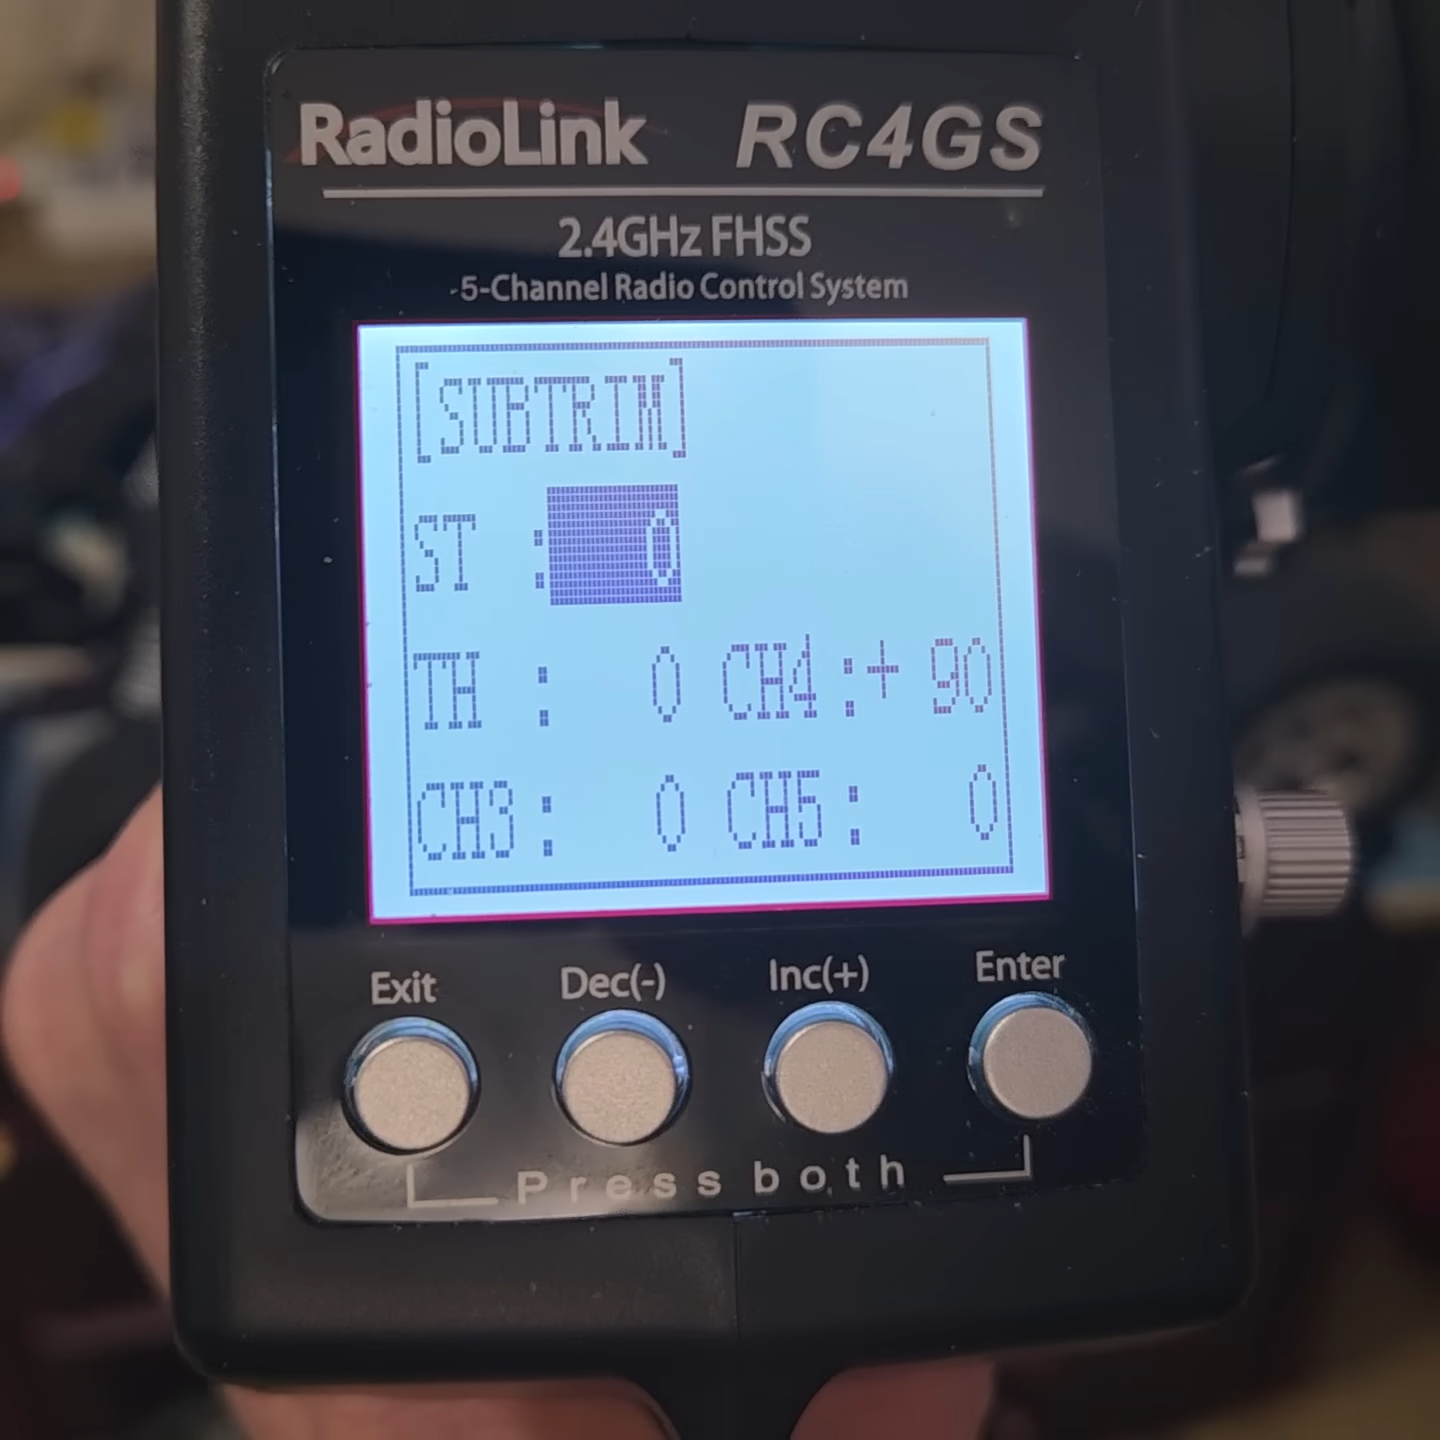 RadioLink RC4GS
2.4GHz FHSS
-5-Channel Radio Control System
[SUBTRIM]
ST : 0
TH : 0 CH4 :+ 90
CH3 : 0 CH5 : 0
Exit Dec(-) Inc(+) Enter
Press both